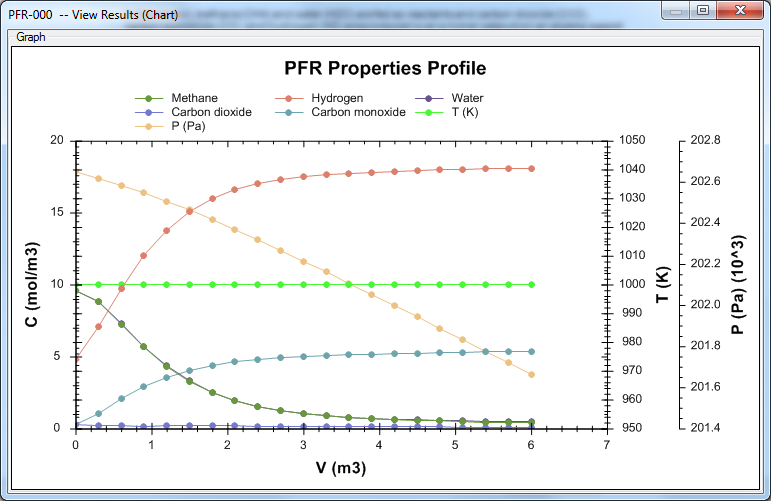 PFR-000 -- View Results (Chart)
Graph
PFR Properties Profile
Methane Hydrogen Water
Carbon dioxide Carbon monoxide T (K)
P (Pa)
20 1050 202.8
1040
202.6
1030
15 1020 202.4
1010
202.2
10 1000
202.0
990
980 201.8
5
970
201.6
960
0 950 201.4
0 1 2 3 4 5 6 7
C (mol/m3)
T (K)
P (Pa) (10^3)
V (m3)